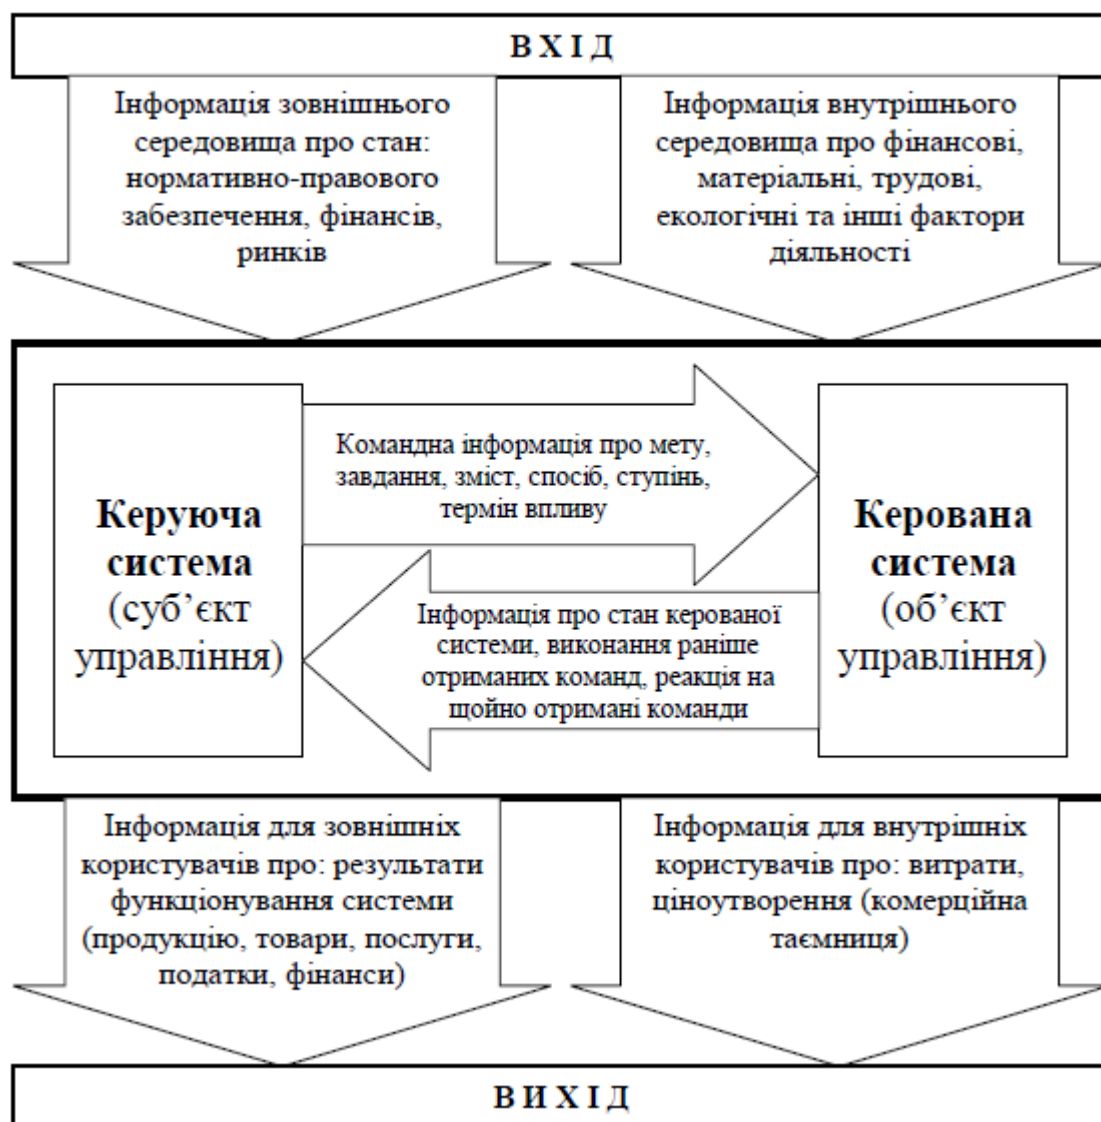 ВХІД
Інформація зовнішнього
середовища про стан:
нормативно-правового
забезпечення, фінансів,
ринків
Інформація внутрішнього
середовища про фінансові,
матеріальні, трудові,
екологічні та інші фактори
діяльності
Керуюча
система
(суб’єкт
управління)
Командна інформація про мету,
завдання, зміст, спосіб, ступінь,
термін впливу
Інформація про стан керованої
системи, виконання раніше
отриманих команд, реакція на
щойно отримані команди
Керована
система
(об’єкт
управління)
Інформація для зовнішніх
користувачів про: результати
функціонування системи
(продукцію, товари, послуги,
податки, фінанси)
Інформація для внутрішніх
користувачів про: витрати,
ціноутворення (комерційна
таємниця)
ВИХІД